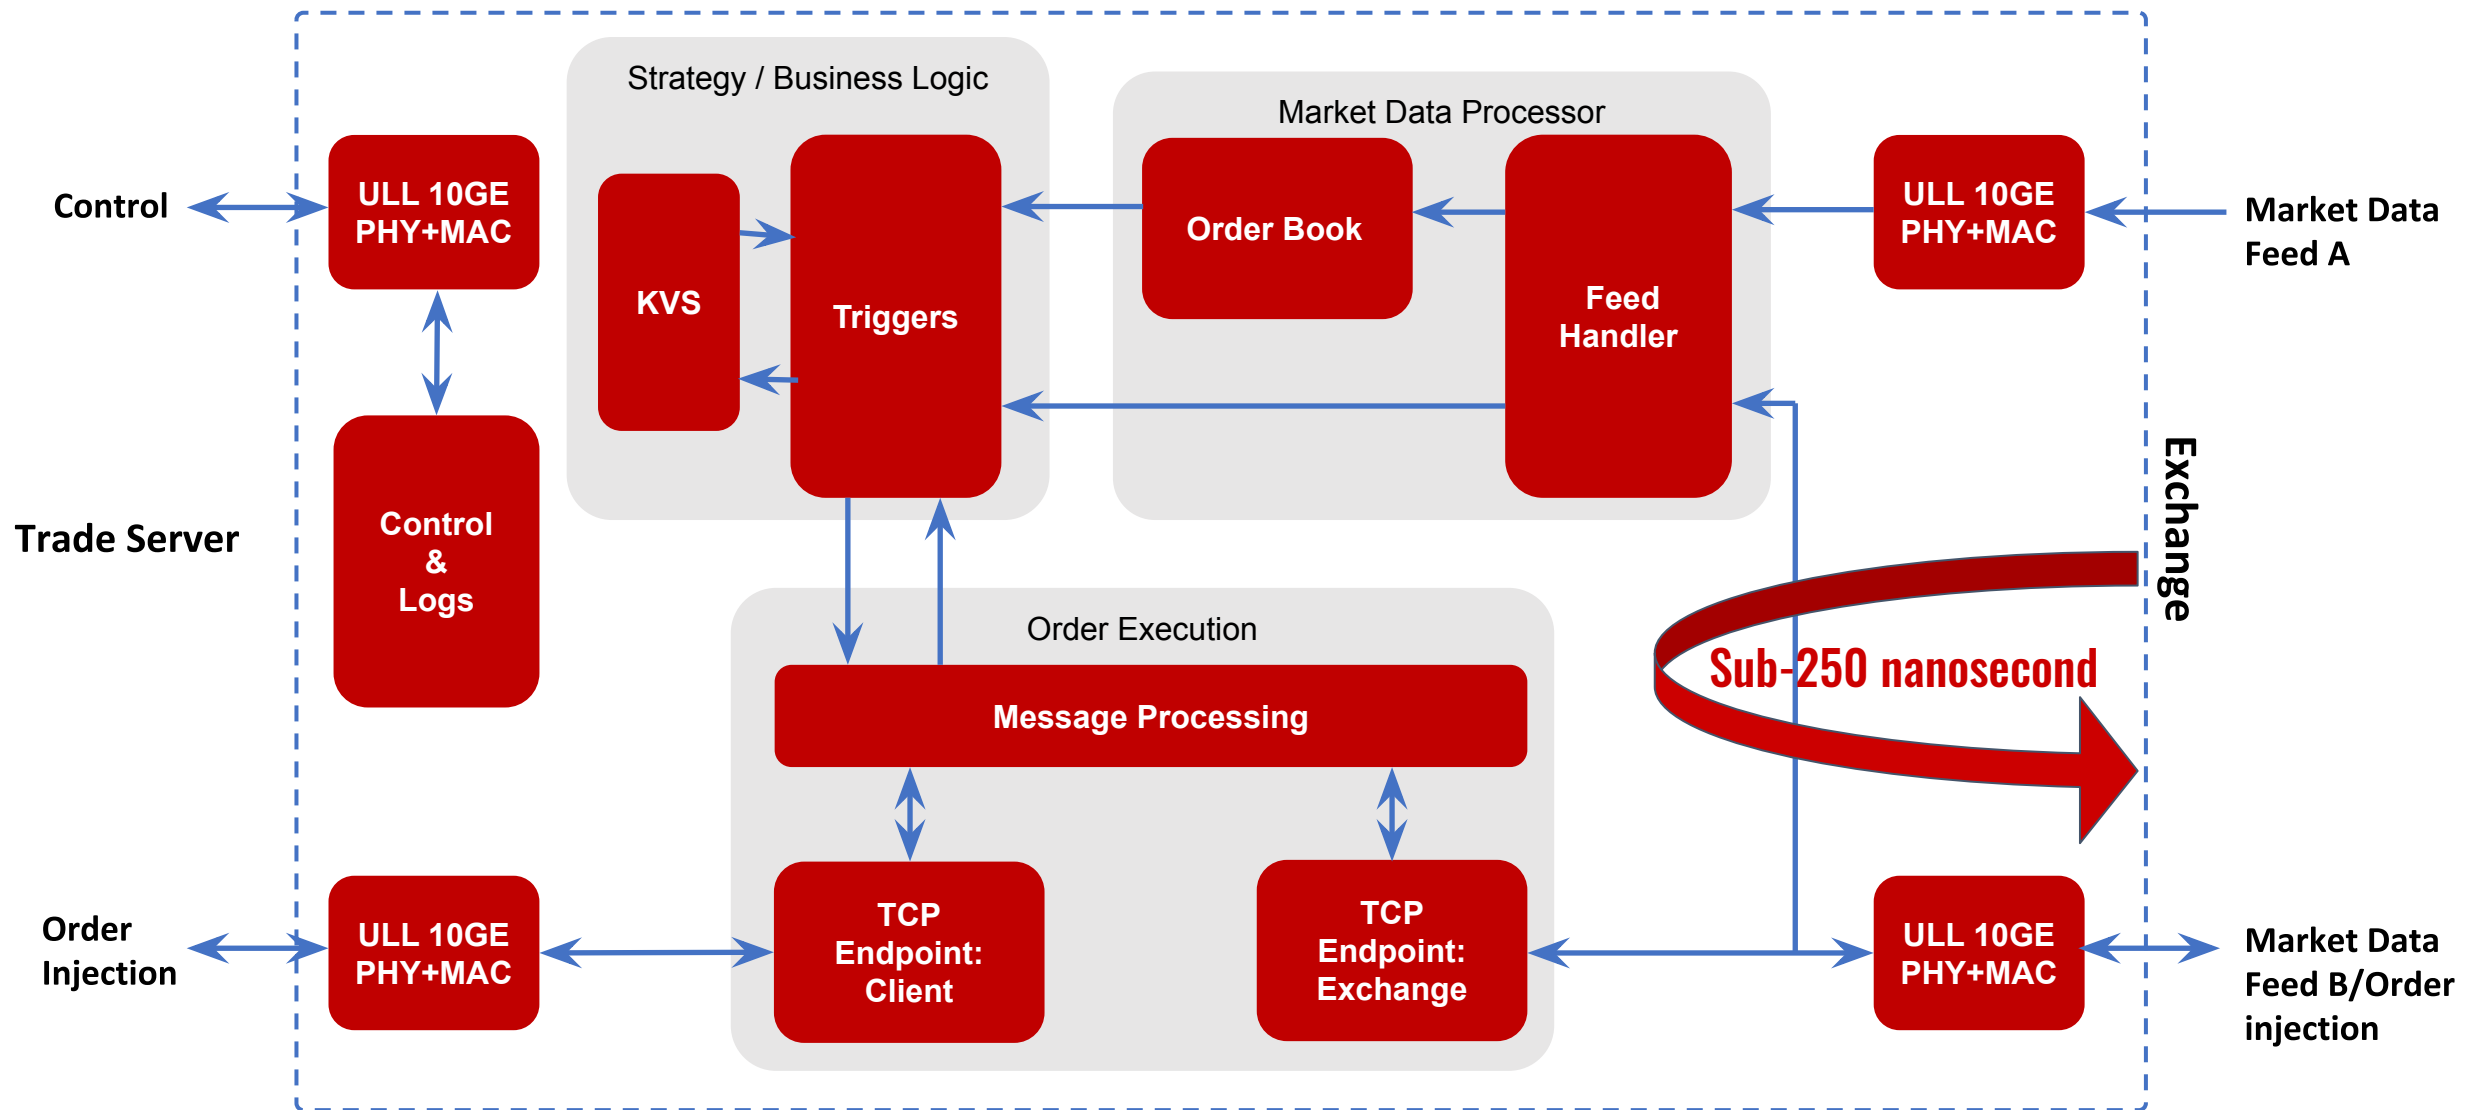 Strategy / Business Logic
Market Data Processor
Control
ULL 10GE
PHY+MAC
KVS
Triggers
Order Book
Feed
Handler
ULL 10GE
PHY+MAC
Market Data
Feed A
Trade Server
Control
&
Logs
Exchange
Order Execution
Sub-250 nanosecond
Message Processing
Order
Injection
ULL 10GE
PHY+MAC
TCP
Endpoint:
Client
TCP
Endpoint:
Exchange
ULL 10GE
PHY+MAC
Market Data
Feed B/Order
injection